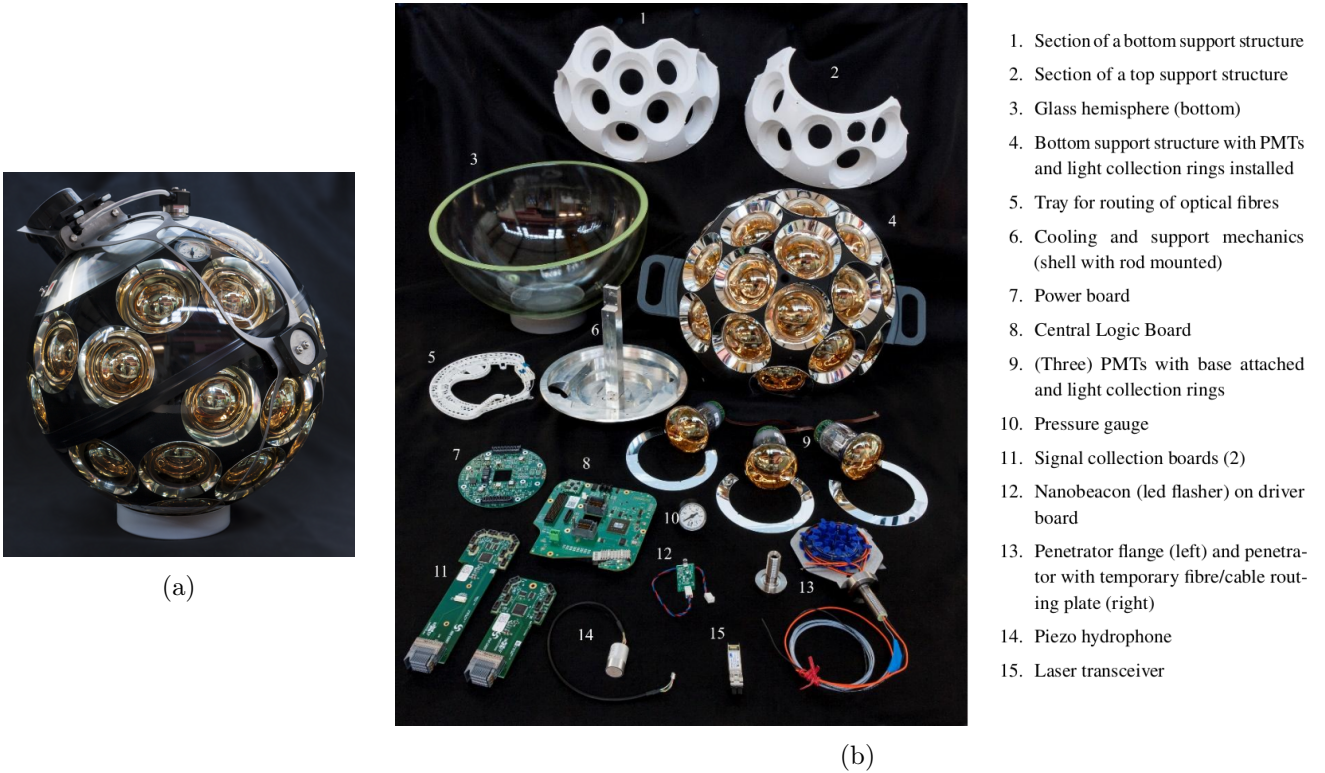 1
2
3
4
5
6
7
8
9
10
11
12
13
14
15
(a)
(b)
1. Section of a bottom support structure
2. Section of a top support structure
3. Glass hemisphere (bottom)
4. Bottom support structure with PMTs
and light collection rings installed
5. Tray for routing of optical fibres
6. Cooling and support mechanics
(shell with rod mounted)
7. Power board
8. Central Logic Board
9. (Three) PMTs with base attached
and light collection rings
10. Pressure gauge
11. Signal collection boards (2)
12. Nanobeacon (led flasher) on driver
board
13. Penetrator flange (left) and penetra-
tor with temporary fibre/cable rout-
ing plate (right)
14. Piezo hydrophone
15. Laser transceiver